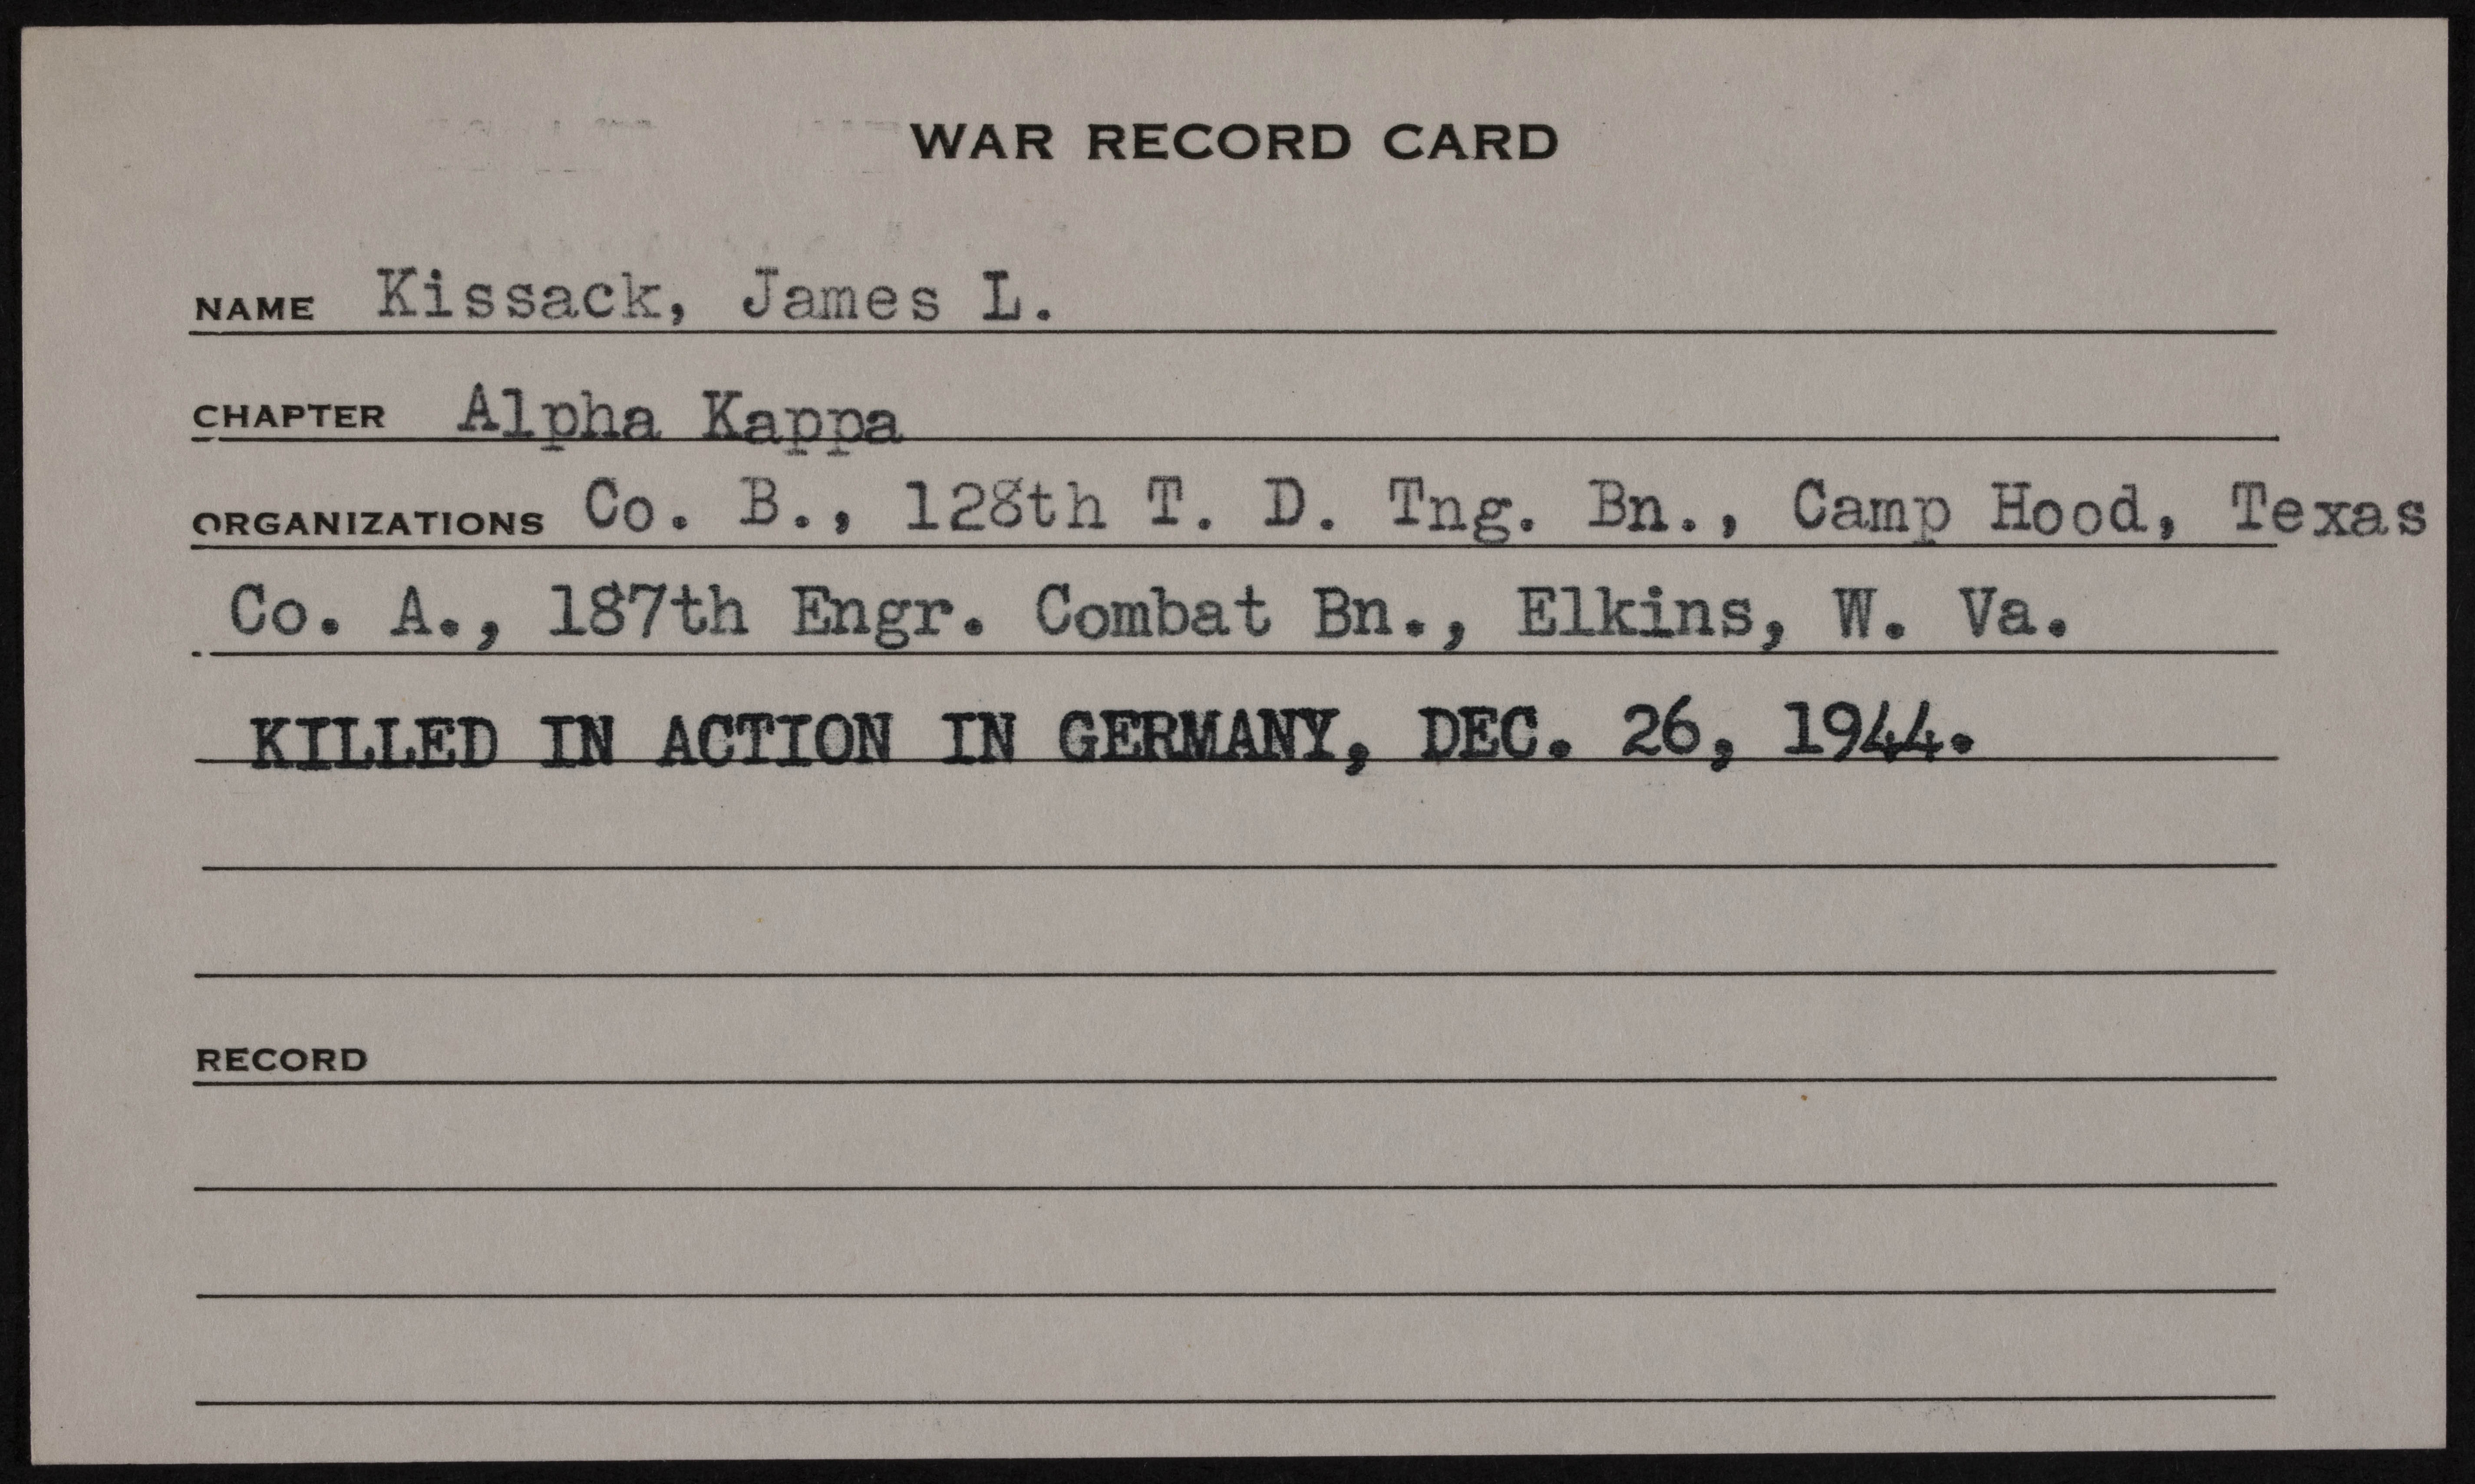 WAR RECORD CARD
NAME Kissack, James L.
CHAPTER Alpha Kappa
ORGANIZATIONS Co. B., 128th T. D. Tng. Bn., Camp Hood, Texas
Co. A., 187th Engr. Combat Bn., Elkins, W. Va.
KILLED IN ACTION IN GERMANY, DEC. 26, 1944.
RECORD